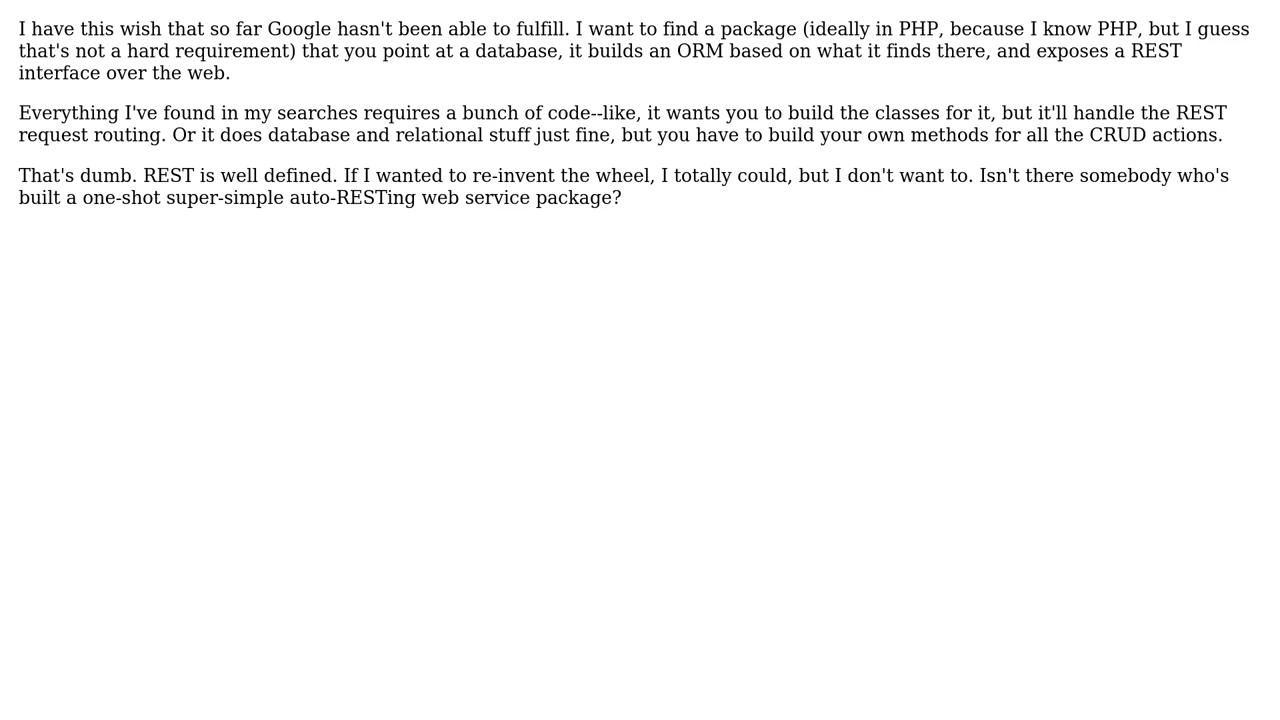 I have this wish that so far Google hasn't been able to fulfill. I want to find a package (ideally in PHP, because I know PHP, but I guess
that's not a hard requirement) that you point at a database, it builds an ORM based on what it finds there, and exposes a REST
interface over the web.
Everything I've found in my searches requires a bunch of code--like, it wants you to build the classes for it, but it'll handle the REST
request routing. Or it does database and relational stuff just fine, but you have to build your own methods for all the CRUD actions.
That's dumb. REST is well defined. If I wanted to re-invent the wheel, I totally could, but I don't want to. Isn't there somebody who's
built a one-shot super-simple auto-RESTing web service package?